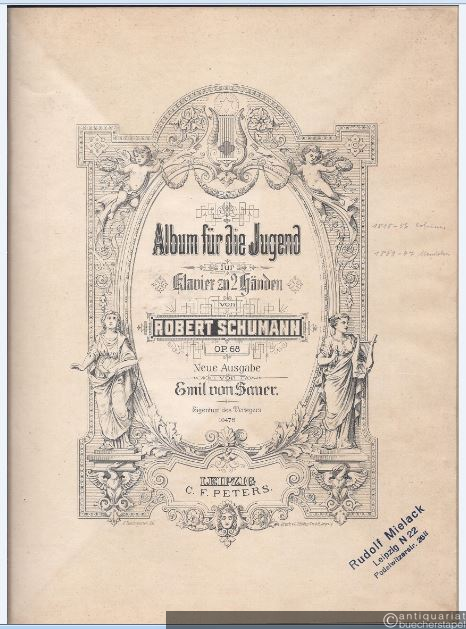 Album für die Jugend
für
Klavier zu 2 Händen
von
ROBERT SCHUMANN
OP. 68
Neue Ausgabe
von
Emil von Sauer.
Eigentum des Verlegers
LEIPZIG
C. F. PETERS.
Rudolf Mielack
Leipzig N 22
antiquariat
buecherstapel